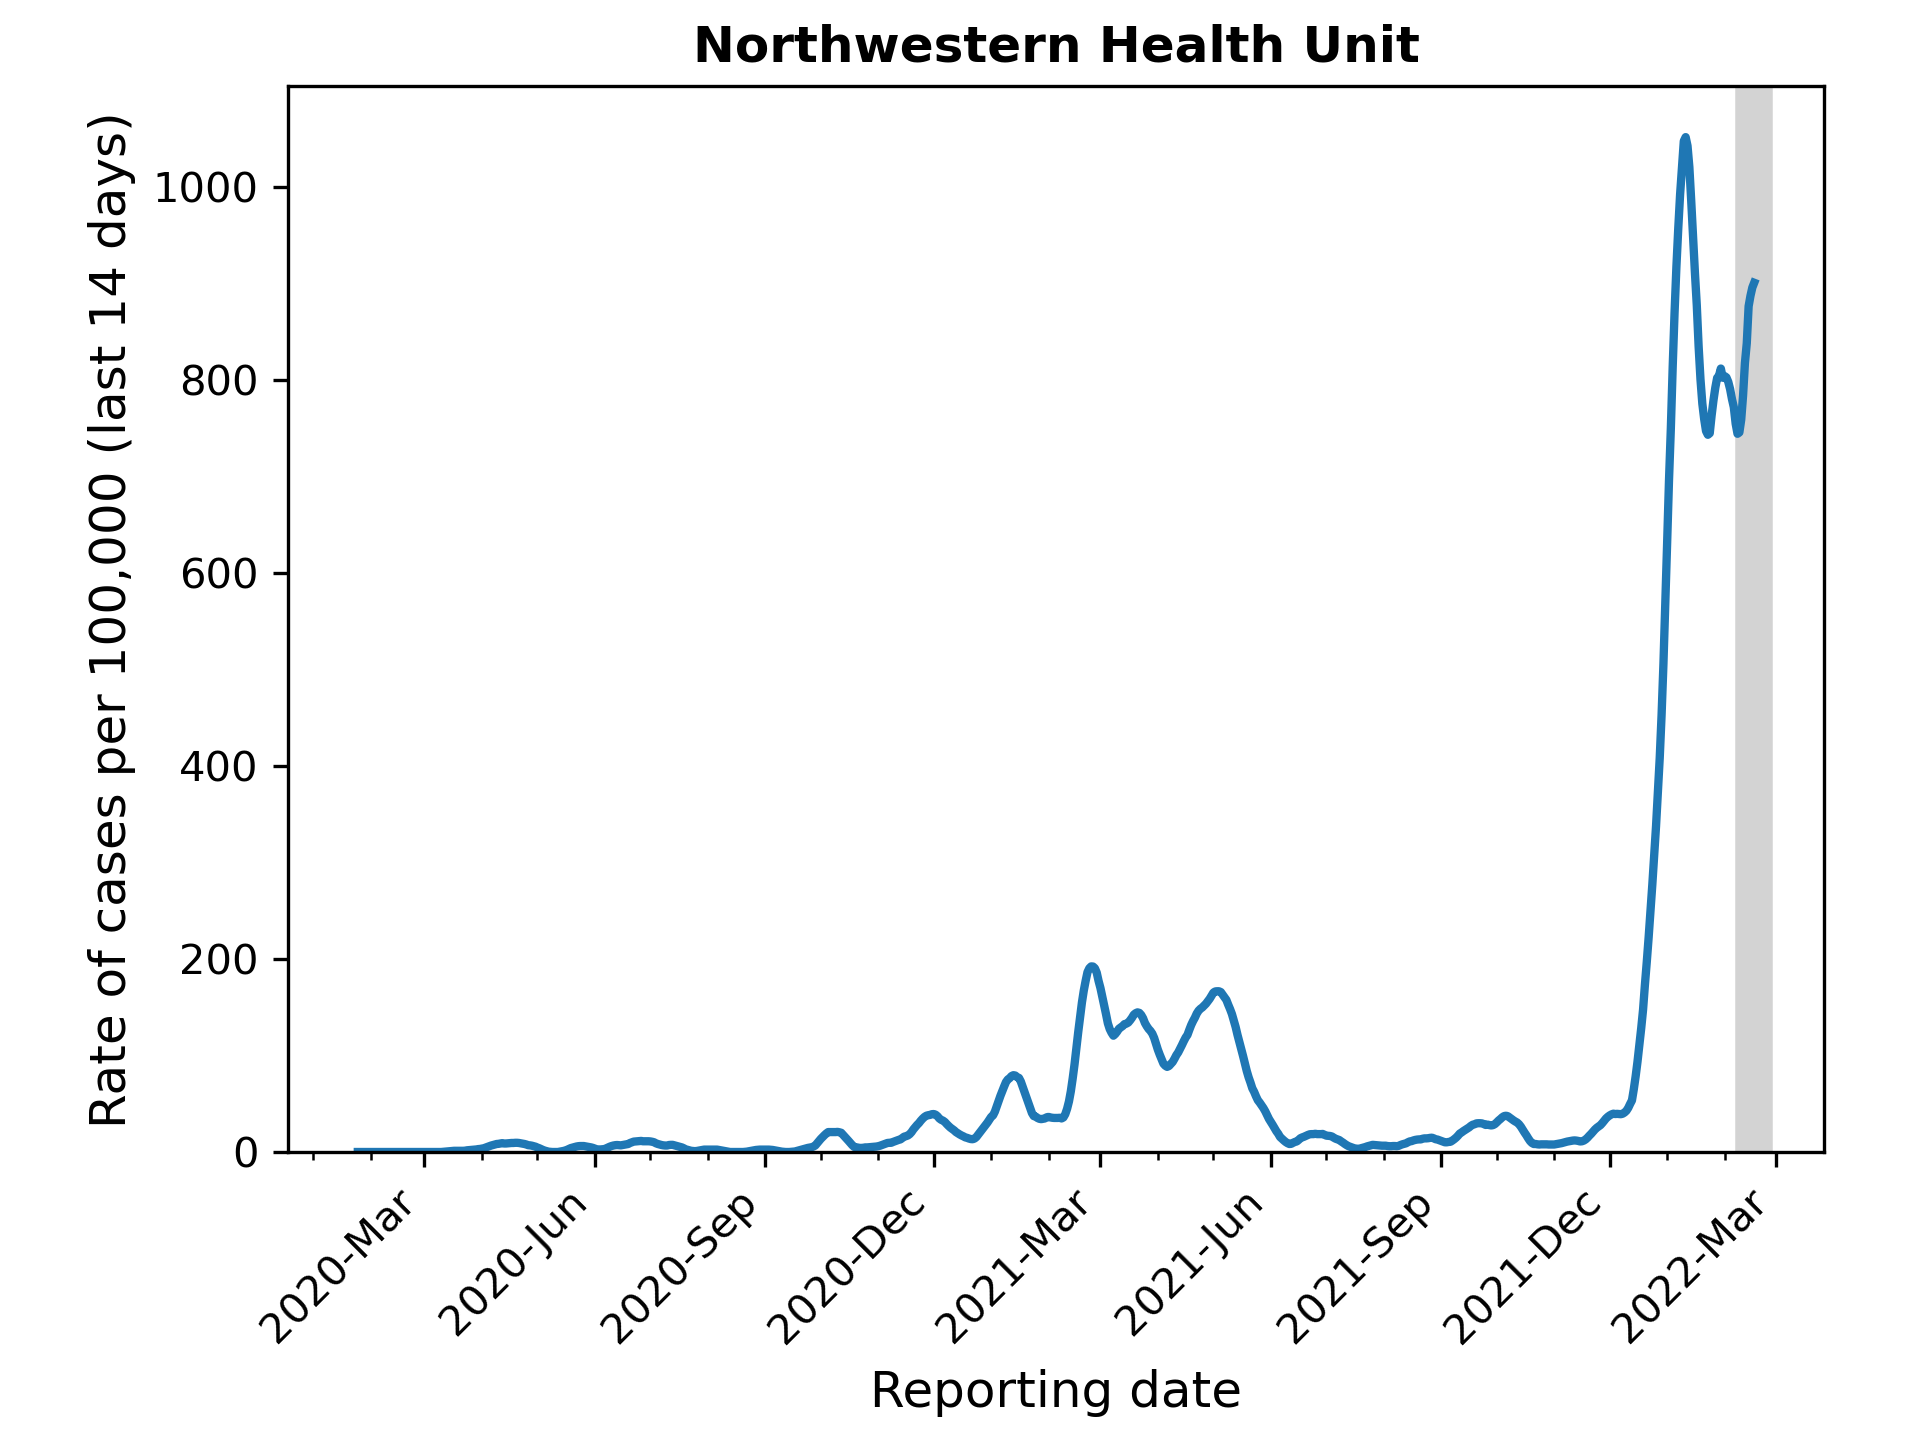 Northwestern Health Unit
Rate of cases per 100,000 (last 14 days)
1000
800
600
400
200
0
2020-Mar
2020-Jun
2020-Sep
2020-Dec
2021-Mar
2021-Jun
2021-Sep
2021-Dec
2022-Mar
Reporting date